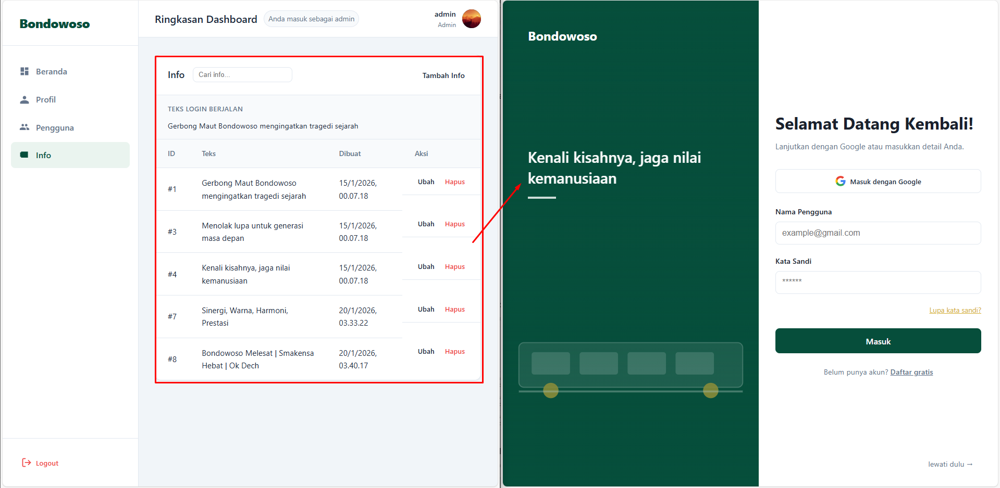 Bondowoso
Beranda
Profil
Pengguna
Info
Logout
Ringkasan Dashboard
Anda masuk sebagai admin
admin
Admin
Info
Cari info...
Tambah Info
TEKS LOGIN BERJALAN
Gerbong Maut Bondowoso mengingatkan tragedi sejarah
ID Teks Dibuat Aksi
#1
Gerbong Maut Bondowoso
mengingatkan tragedi sejarah
15/1/2026,
00.07.18
Ubah Hapus
#3
Menolak lupa untuk generasi
masa depan
15/1/2026,
00.07.18
Ubah Hapus
#4
Kenali kisahnya, jaga nilai
kemanusiaan
15/1/2026,
00.07.18
Ubah Hapus
#7
Sinergi, Warna, Harmoni,
Prestasi
20/1/2026,
03.33.22
Ubah Hapus
#8
Bondowoso Melesat | Smakensa
Hebat | Ok Dech
20/1/2026,
03.40.17
Ubah Hapus
Bondowoso
Kenali kisahnya, jaga nilai
kemanusiaan
Selamat Datang Kembali!
Lanjutkan dengan Google atau masukkan detail Anda.
Masuk dengan Google
Nama Pengguna
example@gmail.com
Kata Sandi
******
Lupa kata sandi?
Masuk
Belum punya akun? Daftar gratis
lewati dulu →